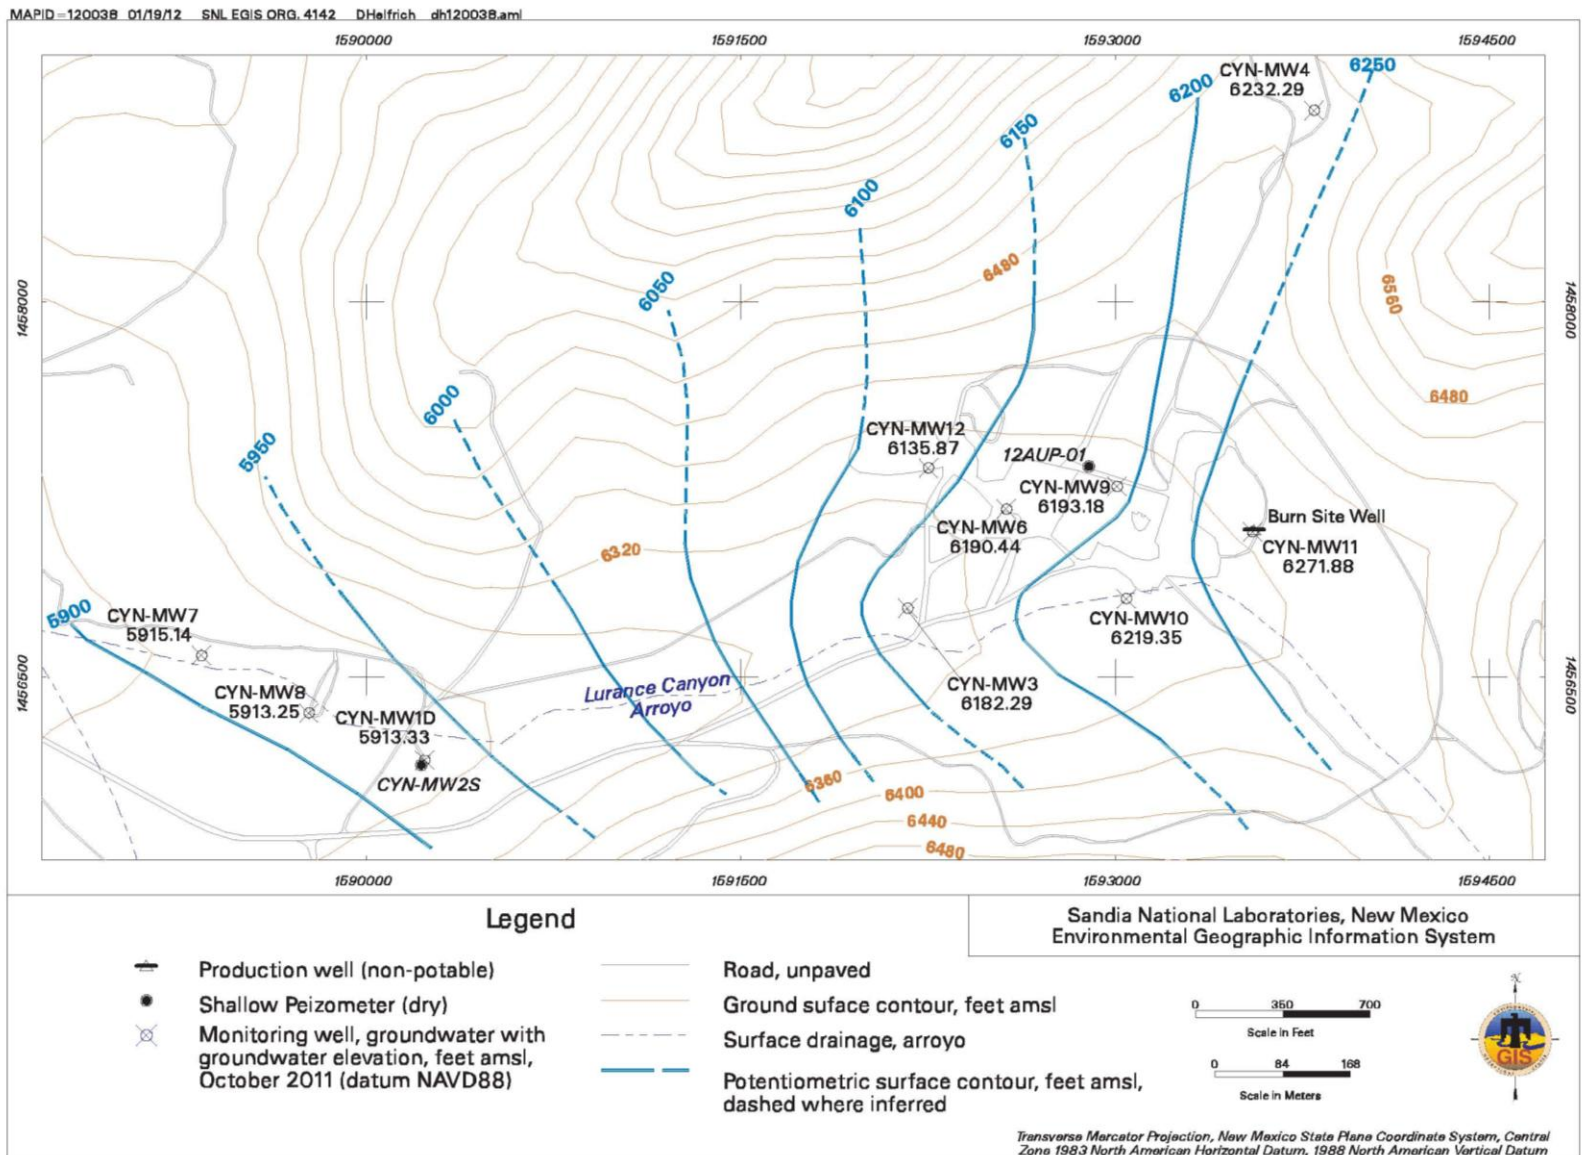 MAPID=120038 01/19/12 SNL EGIS ORG. 4142 DHelfrich dh120038.aml
1590000
1591500
1593000
1594500
CYN-MW4
6232.29
6250
6200
6150
6100
6050
6000
5950
5900
1458000
1458000
6480
6560
6480
CYN-MW12
6135.87
12AUP-01
CYN-MW9
6193.18
CYN-MW6
6190.44
Burn Site Well
CYN-MW11
6271.88
6320
CYN-MW7
5915.14
CYN-MW10
6219.35
CYN-MW8
5913.25
CYN-MW1D
5913.33
CYN-MW2S
Lurance Canyon
Arroyo
CYN-MW3
6182.29
1456500
1456500
6360
6400
6440
6480
1590000
1591500
1593000
1594500
Legend
Production well (non-potable)
Shallow Peizometer (dry)
Monitoring well, groundwater with
groundwater elevation, feet amsl,
October 2011 (datum NAVD88)
Road, unpaved
Ground suface contour, feet amsl
Surface drainage, arroyo
Potentiometric surface contour, feet amsl,
dashed where inferred
Sandia National Laboratories, New Mexico
Environmental Geographic Information System
0 350 700
Scale in Feet
0 84 168
Scale in Meters
GIS
Transverse Mercator Projection, New Mexico State Plane Coordinate System, Central
Zone 1983 North American Horizontal Datum, 1988 North American Vertical Datum